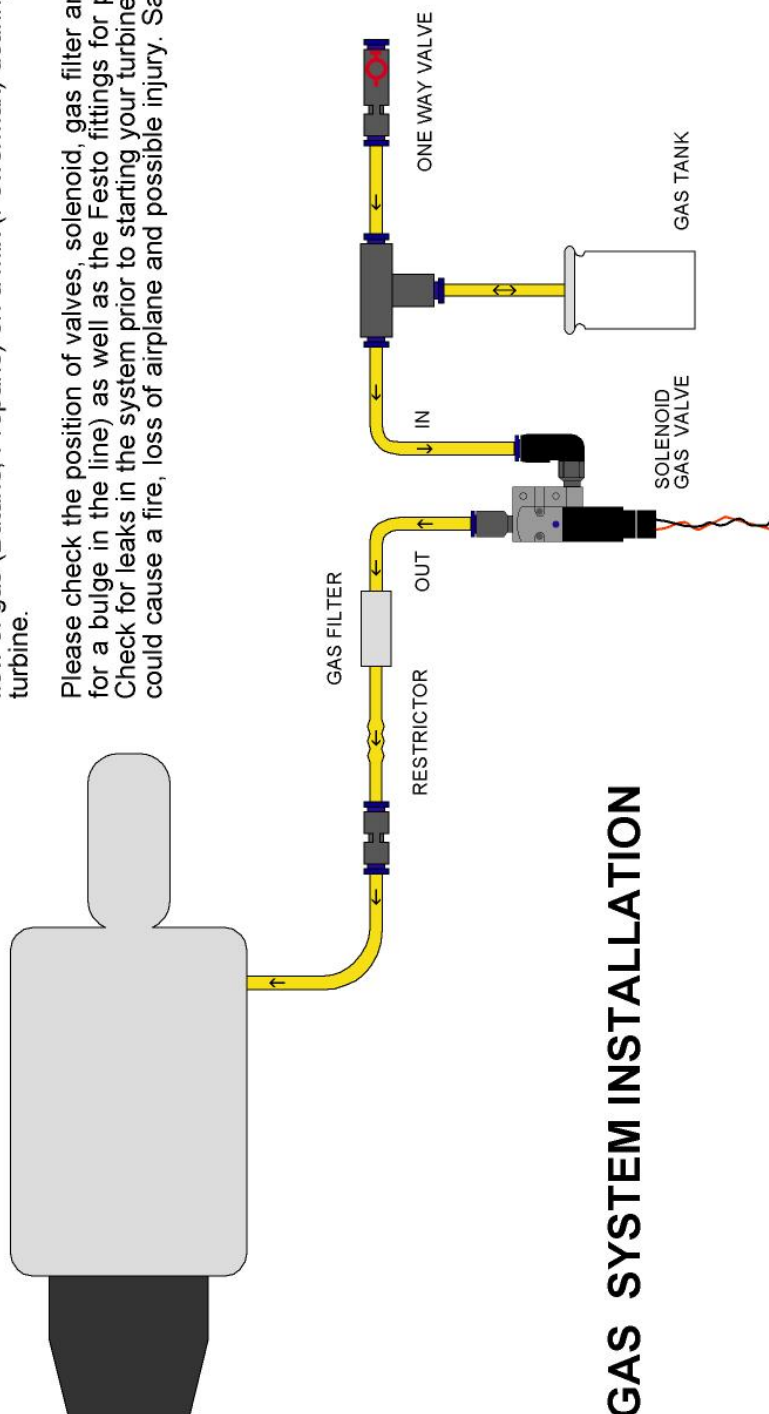 turbine.
Please check the position of valves, solenoid, gas filter
for a bulge in the line) as well as the Festo fittings for
Check for leaks in the system prior to starting your turbine
could cause a fire, loss of airplane and possible injury.
GAS FILTER
RESTRICTOR
OUT
IN
ONE WAY VALVE
SOLENOID
GAS VALVE
GAS TANK
GAS SYSTEM INSTALLATION